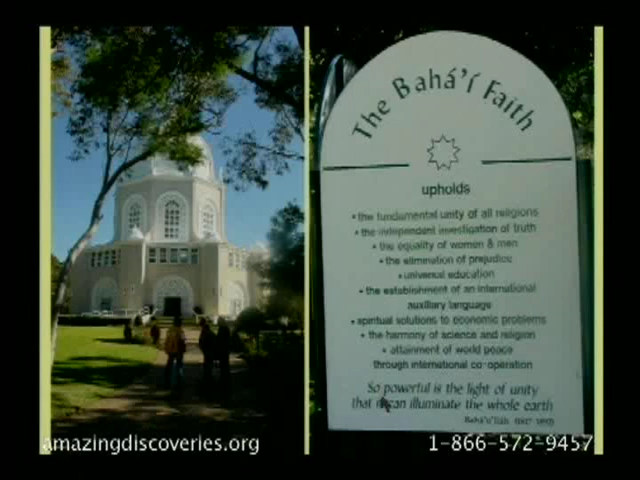 The Bahá'í Faith
upholds
• the fundamental unity of all religions
• the independent investigation of truth
• the equality of women & men
• the elimination of prejudice
• universal education
• the establishment of an international
auxiliary language
• spiritual solutions to economic problems
• the harmony of science and religion
• attainment of world peace
through international co-operation
So powerful is the light of unity
that it can illuminate the whole earth
Bahá'u'lláh
amazingdiscoveries.org
1-866-572-9457